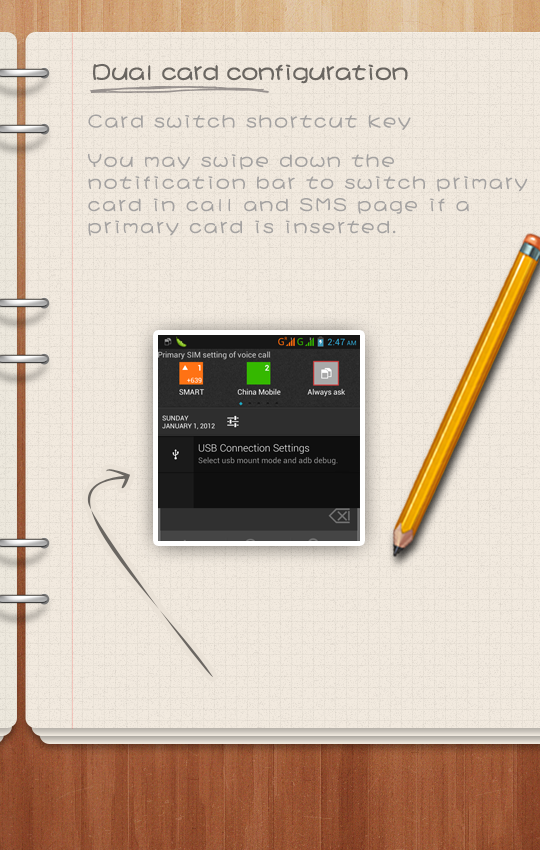 Dual card configuration
Card switch shortcut key
You may swipe down the
notification bar to switch primary
card in call and SMS page if a
primary card is inserted.
G G 2:47 AM
Primary SIM setting of voice call
1 2
+639
SMART China Mobile Always ask
SUNDAY
JANUARY 1, 2012
USB Connection Settings
Select usb mount mode and adb debug.